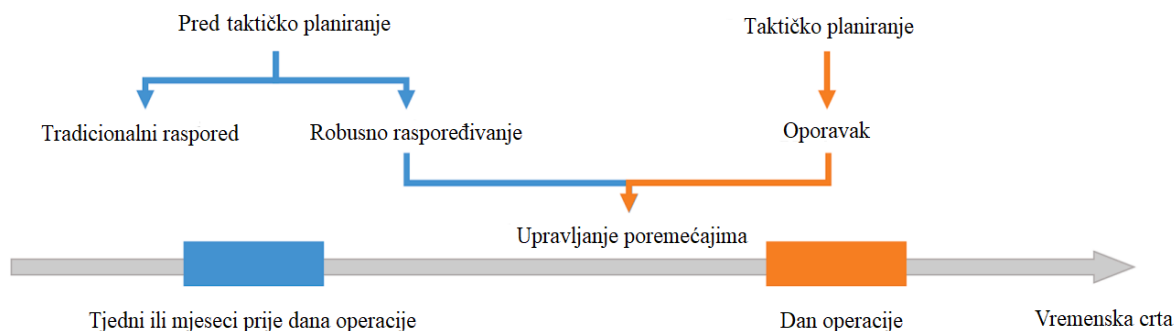 Pred taktičko planiranje
Taktičko planiranje
Tradicionalni raspored
Robusno raspoređivanje
Oporavak
Upravljanje poremećajima
Tjedni ili mjeseci prije dana operacije
Dan operacije
Vremenska crta